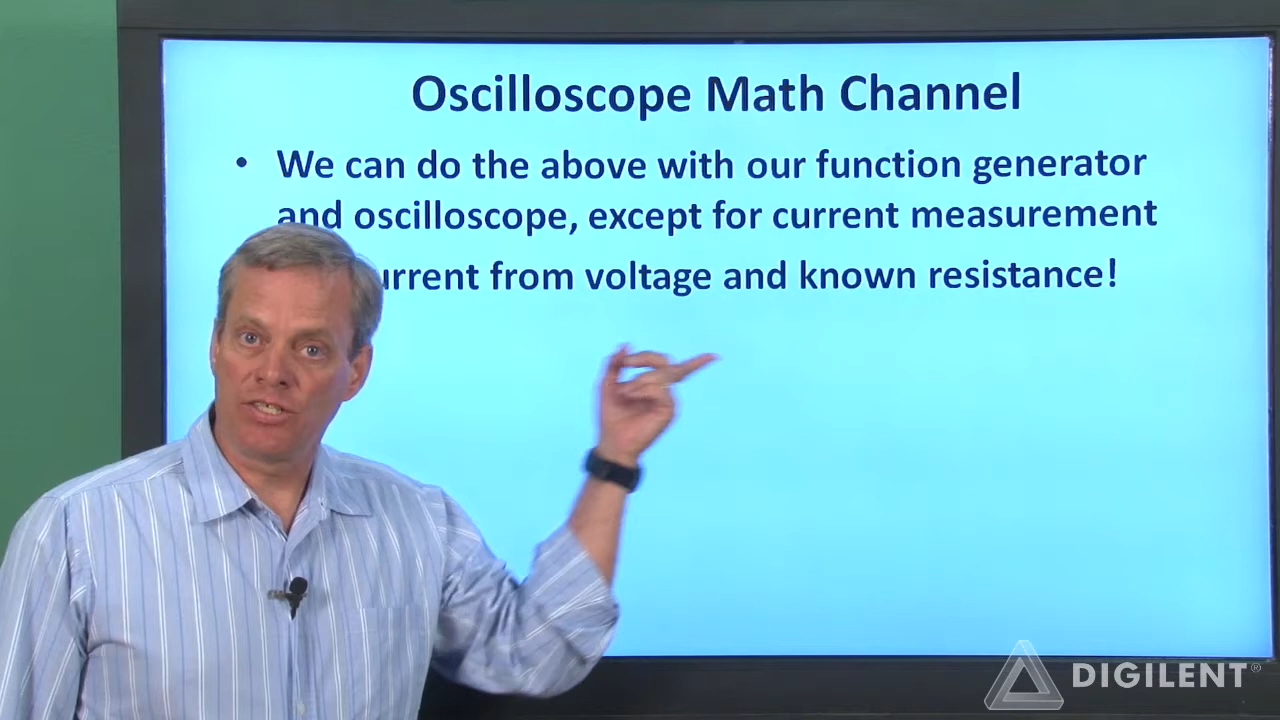 Oscilloscope Math Channel
• We can do the above with our function generator
and oscilloscope, except for current measurement
urrent from voltage and known resistance!
DIGILENT®